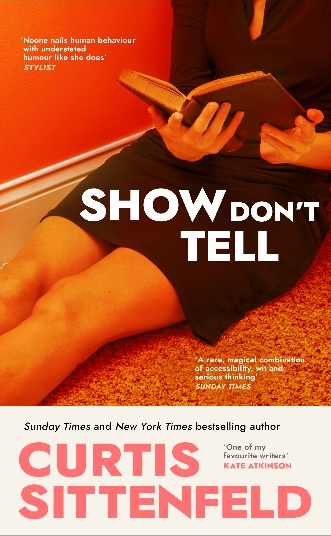 'Noone nails human behaviour
with understated
humour like she does'
STYLIST
SHOW DON'T
TELL
'A rare, magical combination
of accessibility, wit and
serious thinking'
SUNDAY TIMES
Sunday Times and New York Times bestselling author
CURTIS
SITTENFELD
'One of my
favourite writers'
KATE ATKINSON